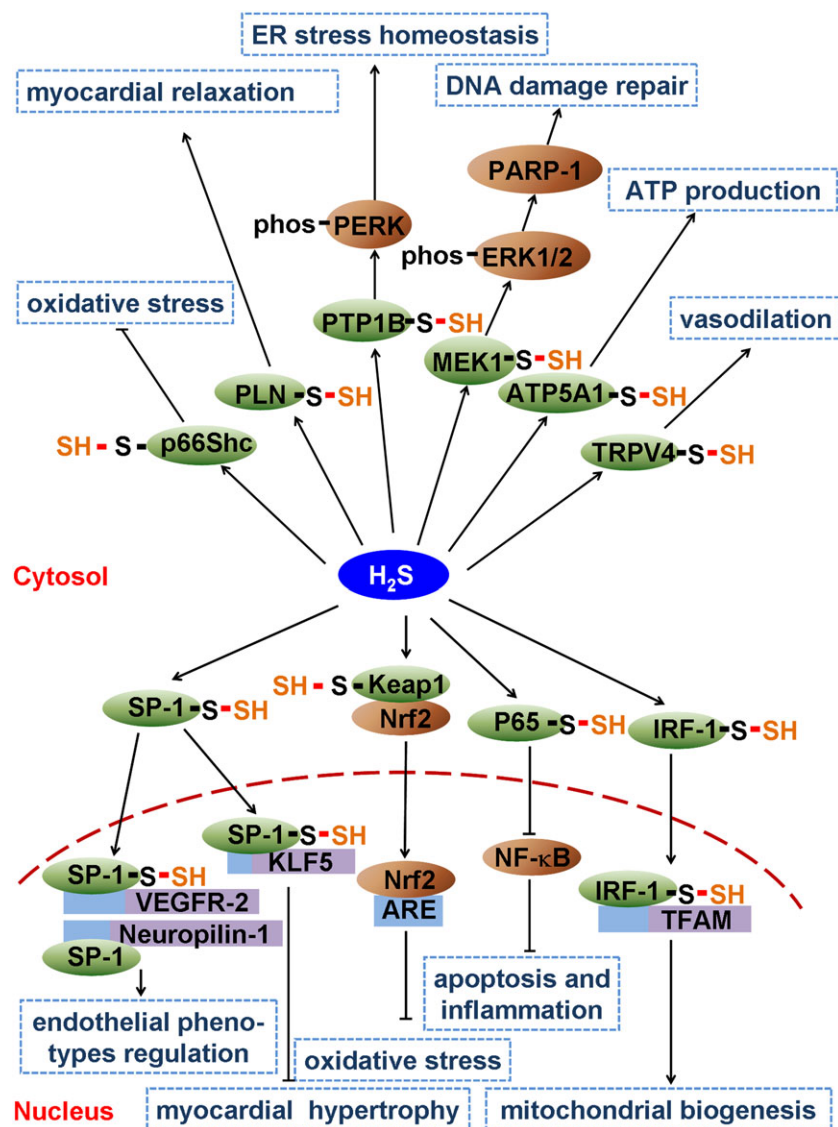 ER stress homeostasis
myocardial relaxation
DNA damage repair
PARP-1
ATP production
phos-PERK
phos-ERK1/2
oxidative stress
PTP1B-S-SH
vasodilation
MEK1-S-SH
PLN-S-SH
ATP5A1-S-SH
SH-S-p66Shc
TRPV4-S-SH
Cytosol
H₂S
SH-S-Keap1
Nrf2
SP-1-S-SH
P65-S-SH
IRF-1-S-SH
SP-1-S-SH
KLF5
SP-1-S-SH
VEGFR-2
Neuropilin-1
SP-1
Nrf2
ARE
NF-κB
IRF-1-S-SH
TFAM
apoptosis and
inflammation
endothelial pheno-
types regulation
oxidative stress
Nucleus
myocardial hypertrophy
mitochondrial biogenesis